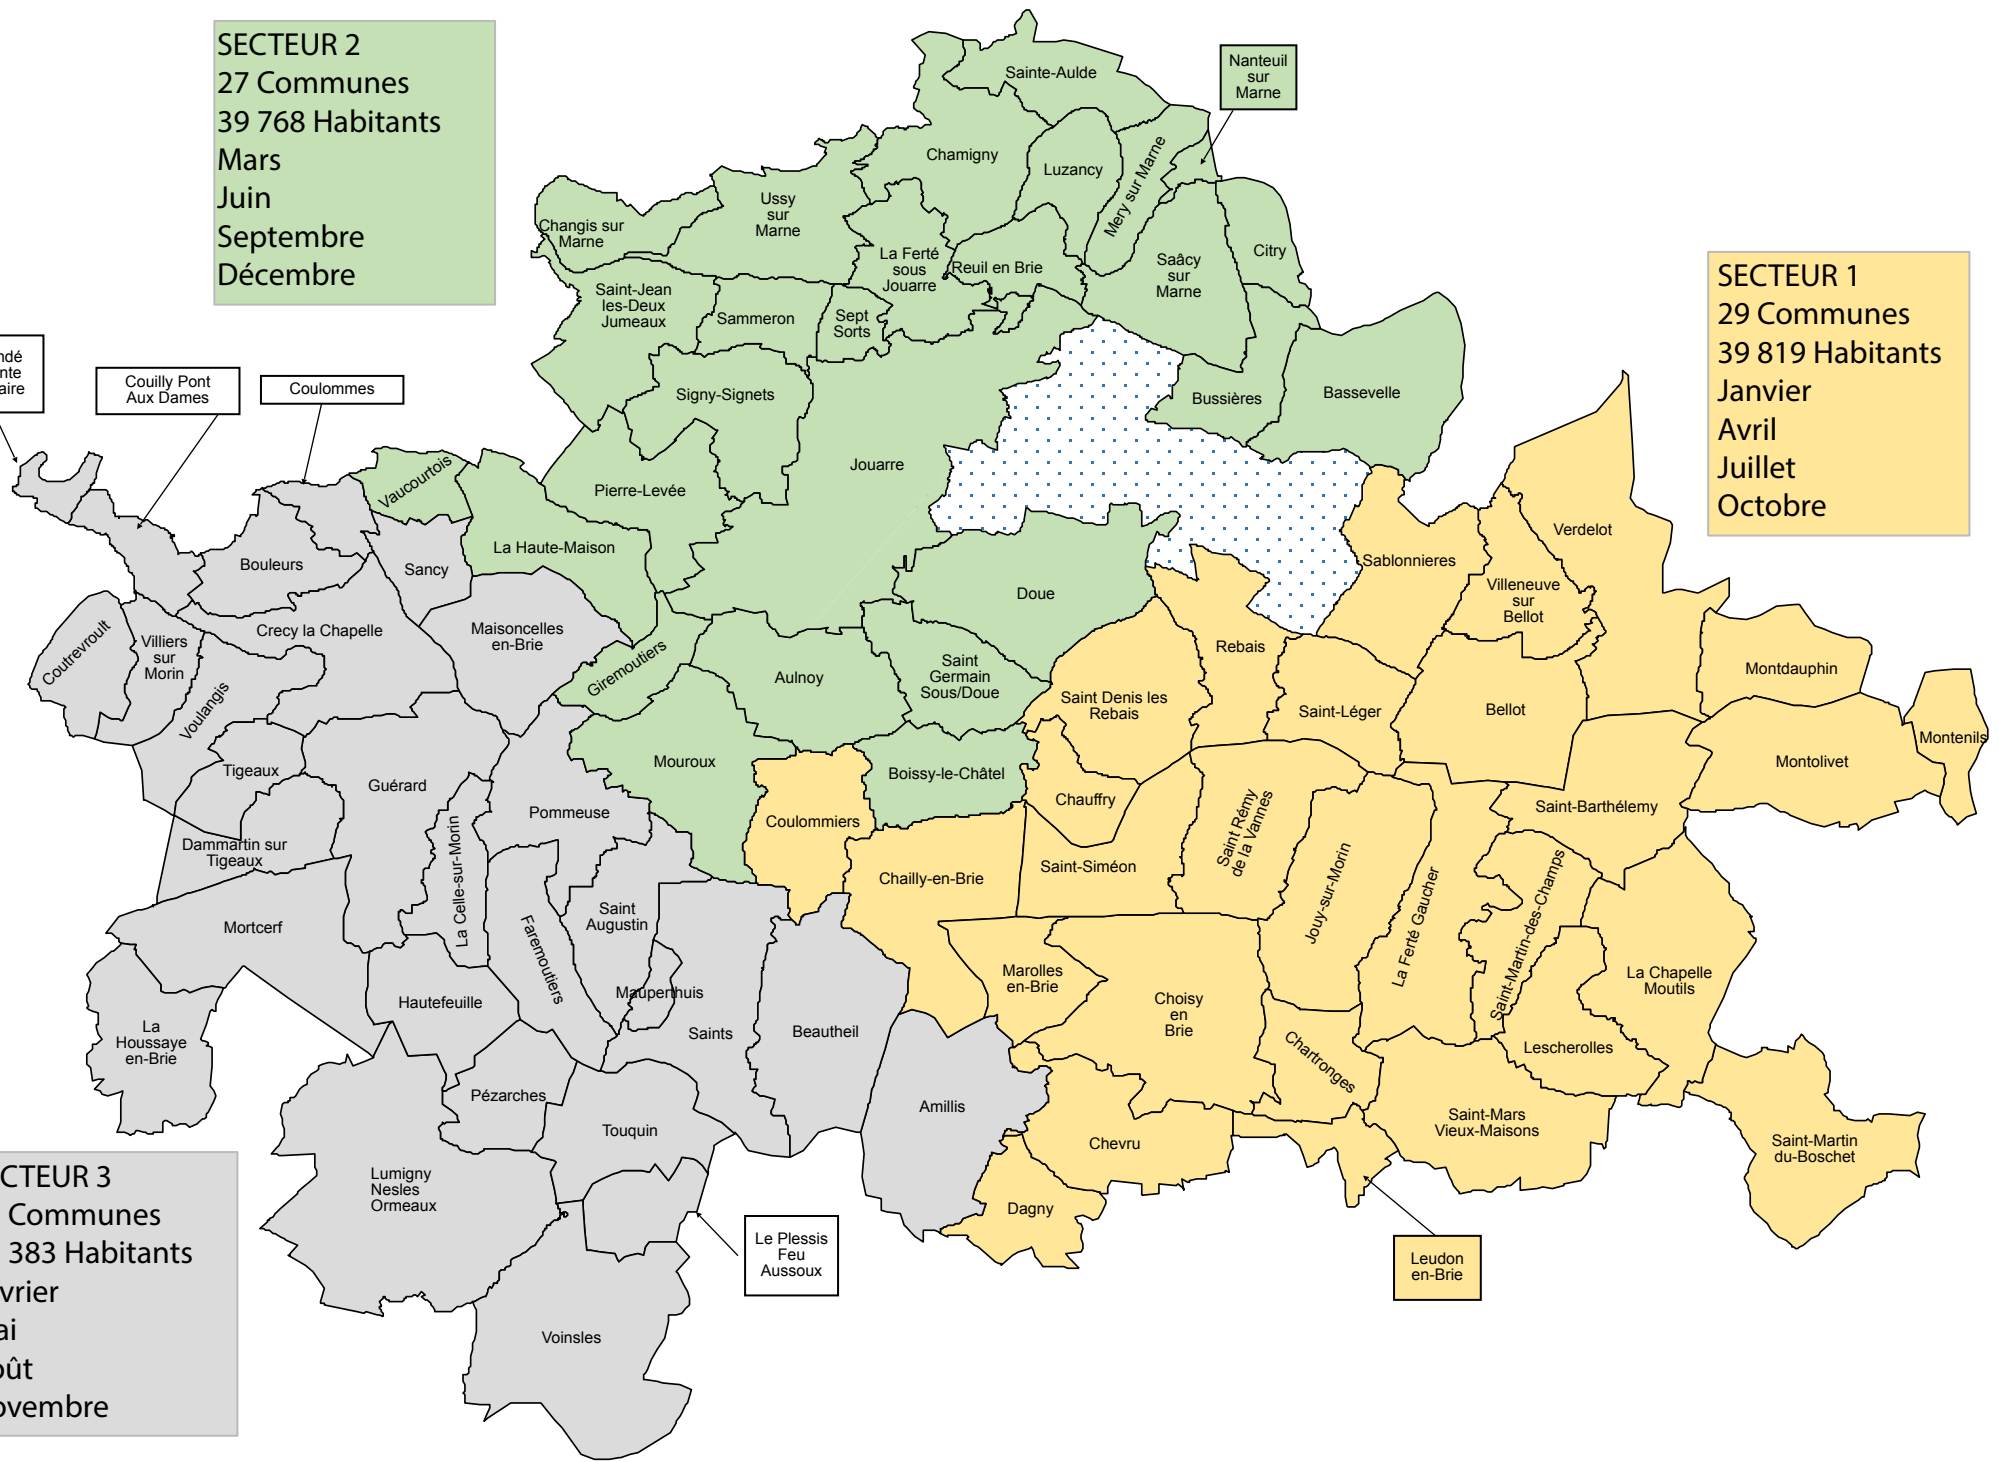 SECTEUR 2
27 Communes
39 768 Habitants
Mars
Juin
Septembre
Décembre
Nanteuil
sur
Marne
SECTEUR 1
29 Communes
39 819 Habitants
Janvier
Avril
Juillet
Octobre
Couilly Pont
Aux Dames
Coulommes
Sainte-Aulde
Chamigny
Luzancy
Mery sur Marne
Ussy
sur
Marne
Changis sur
Marne
La Ferté
sous
Jouarre
Reuil en Brie
Saâcy
sur
Marne
Citry
Saint-Jean
les-Deux
Jumeaux
Sammeron
Sept
Sorts
Signy-Signets
Bussières
Bassevelle
Jouarre
Pierre-Levée
Vaucourtois
La Haute-Maison
Bouleurs
Sancy
Doue
Sablonnieres
Verdelot
Villeneuve
sur
Bellot
Crecy la Chapelle
Maisoncelles
en-Brie
Coutrevroult
Villiers
sur
Morin
Voulangis
Giremoutiers
Aulnoy
Saint
Germain
Sous/Doue
Rebais
Saint Denis les
Rebais
Saint-Léger
Bellot
Montdauphin
Montolivet
Montenils
Mouroux
Boissy-le-Châtel
Tigeaux
Guérard
Pommeuse
Coulommiers
Chauffry
Saint Rémy
de la Vannes
Saint-Barthélemy
Dammartin sur
Tigeaux
La Celle-sur-Morin
Chailly-en-Brie
Saint-Siméon
Jouy-sur-Morin
La Ferté Gaucher
Saint-Martin-des-Champs
Mortcerf
Faremoutiers
Saint
Augustin
Marolles
en-Brie
Choisy
en
Brie
La Chapelle
Moutils
Hautefeuille
Mauperthuis
Saints
Beautheil
La
Houssaye
en-Brie
Chartronges
Lescherolles
Pézarches
Touquin
Amillis
Chevru
Saint-Mars
Vieux-Maisons
Saint-Martin
du-Boschet
Lumigny
Nesles
Ormeaux
Dagny
Le Plessis
Feu
Aussoux
Leudon
en-Brie
Voinsles
CTEUR 3
Communes
383 Habitants
vrier
ai
oût
ovembre